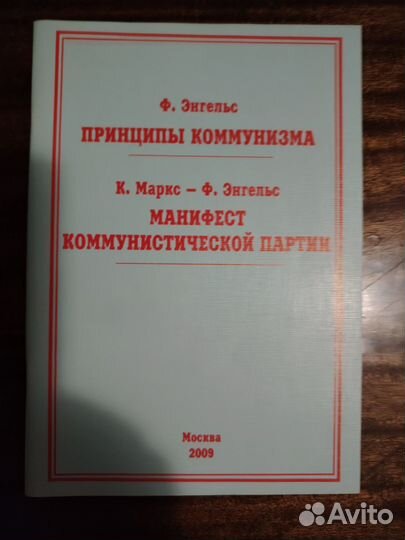 Ф. Энгельс
ПРИНЦИПЫ КОММУНИЗМА
К. Маркс – Ф. Энгельс
МАНИФЕСТ
КОММУНИСТИЧЕСКОЙ ПАРТИИ
Москва
2009
Avito